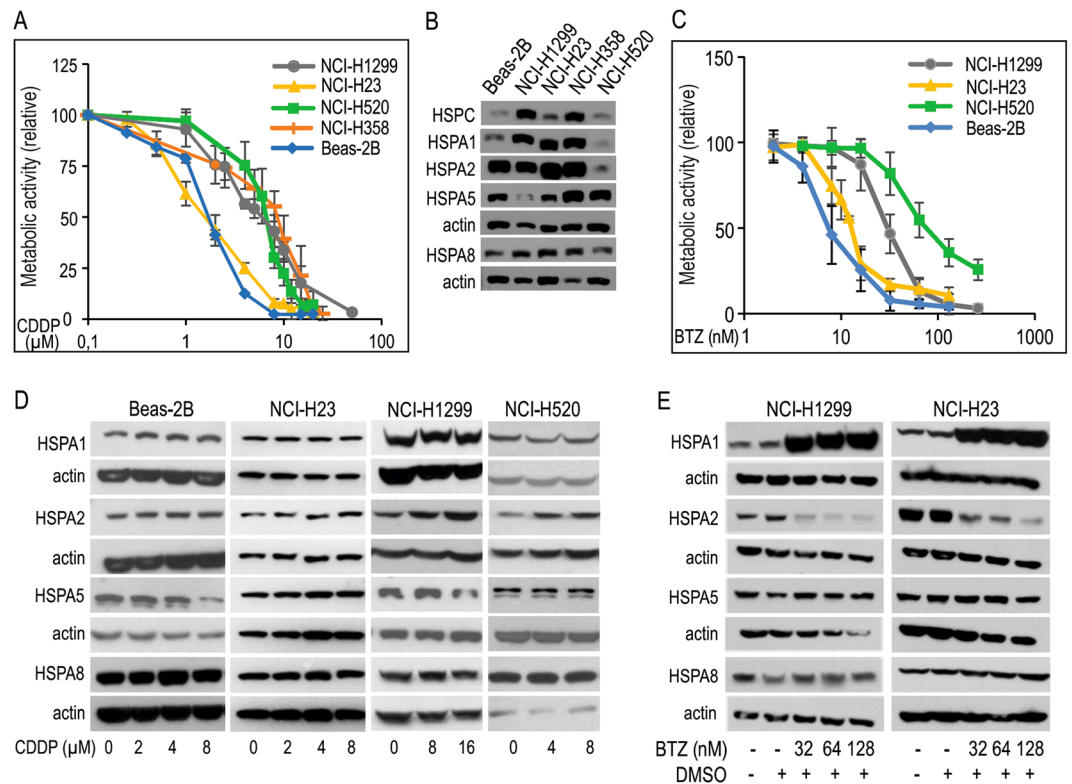 A
Metabolic activity (relative)
125
100
75
50
25
0
CDDP
(µM)
0,1
1
10
100
NCI-H1299
NCI-H23
NCI-H520
NCI-H358
Beas-2B
B
Beas-2B
NCI-H1299
NCI-H23
NCI-H358
NCI-H520
HSPC
HSPA1
HSPA2
HSPA5
actin
HSPA8
actin
C
Metabolic activity (relative)
150
100
50
0
BTZ (nM)
1
10
100
1000
NCI-H1299
NCI-H23
NCI-H520
Beas-2B
D
Beas-2B NCI-H23 NCI-H1299 NCI-H520
HSPA1
actin
HSPA2
actin
HSPA5
actin
HSPA8
actin
CDDP (µM) 0 2 4 8 0 2 4 8 0 8 16 0 4 8
E
NCI-H1299 NCI-H23
HSPA1
actin
HSPA2
actin
HSPA5
actin
HSPA8
actin
BTZ (nM) - - 32 64 128 - - 32 64 128
DMSO - + + + + - + + + +